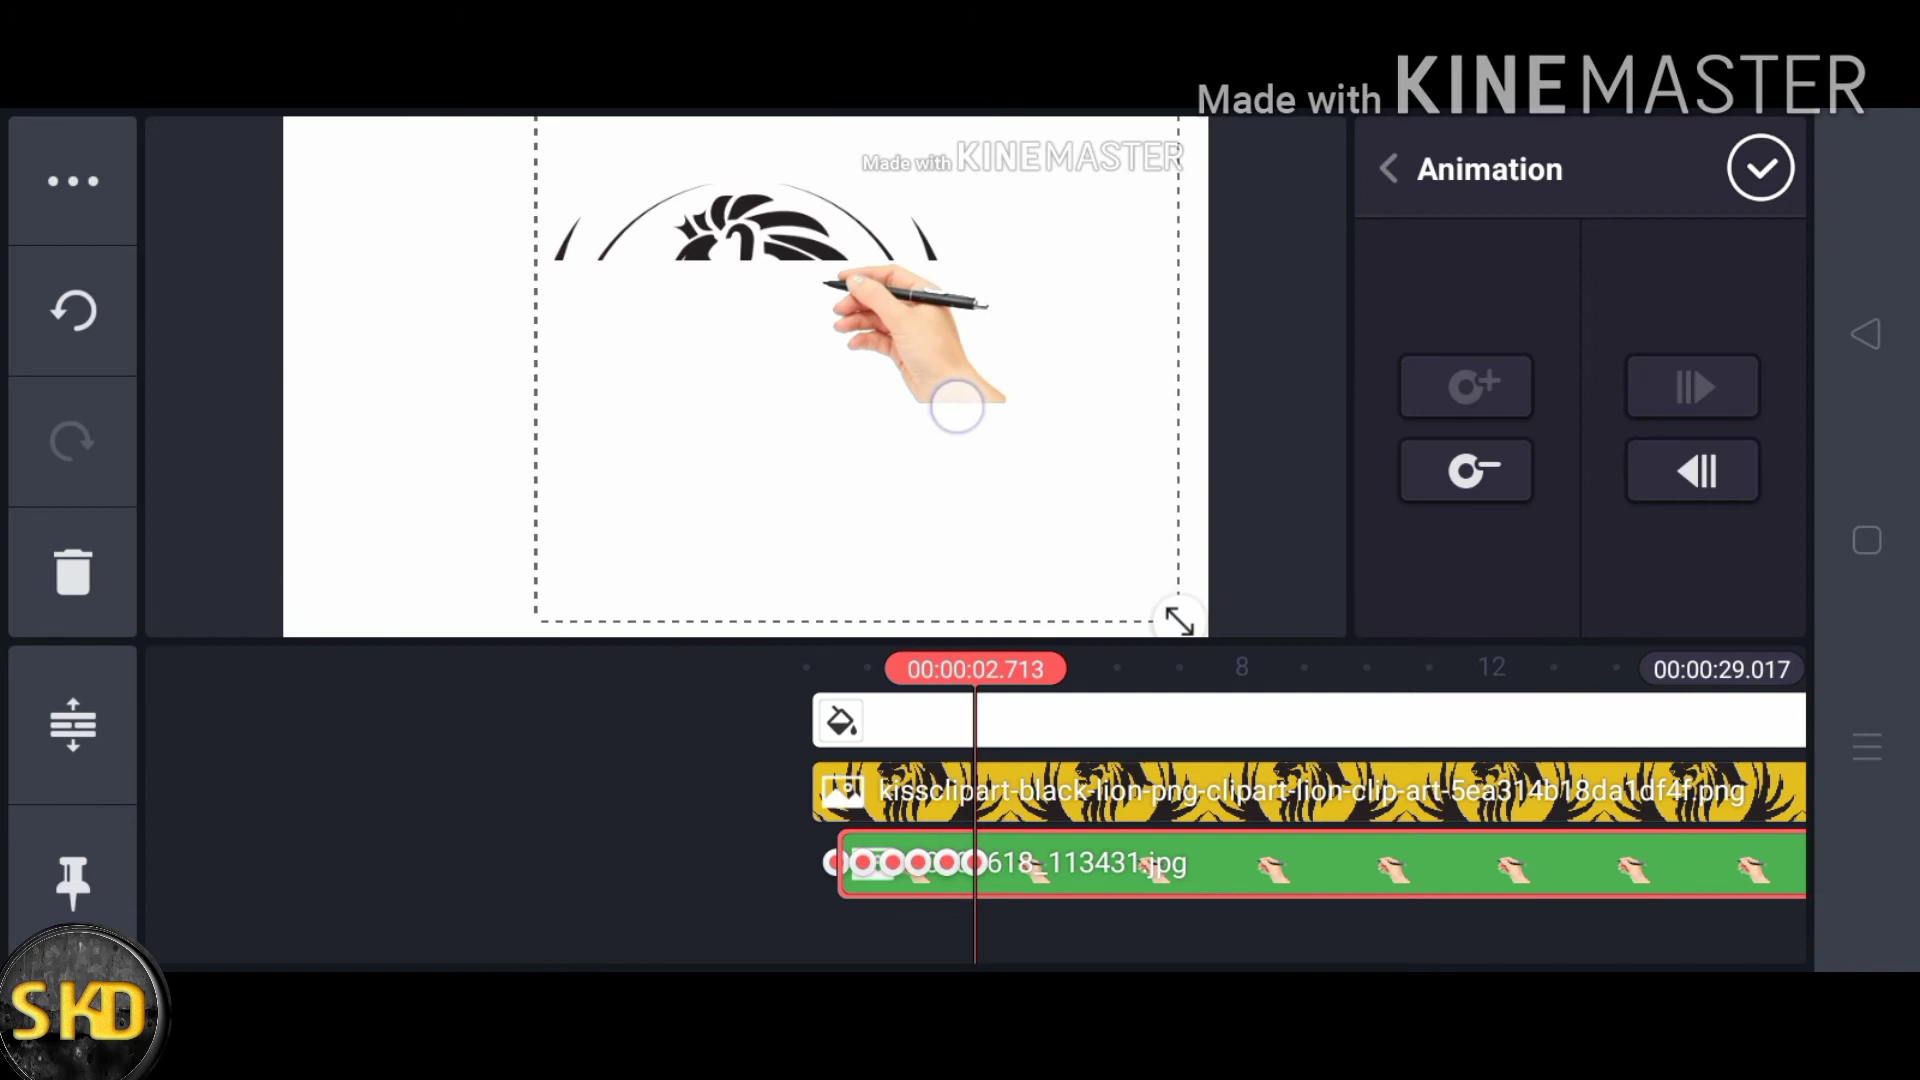 Made with KINEMASTER
Made with KINEMASTER
Animation
00:00:02.713
8
12
00:00:29.017
kissclipart-black-lion-png-clipart-lion-clip-art-5ea314b18da1df4f.png
618_113431.jpg
SKD